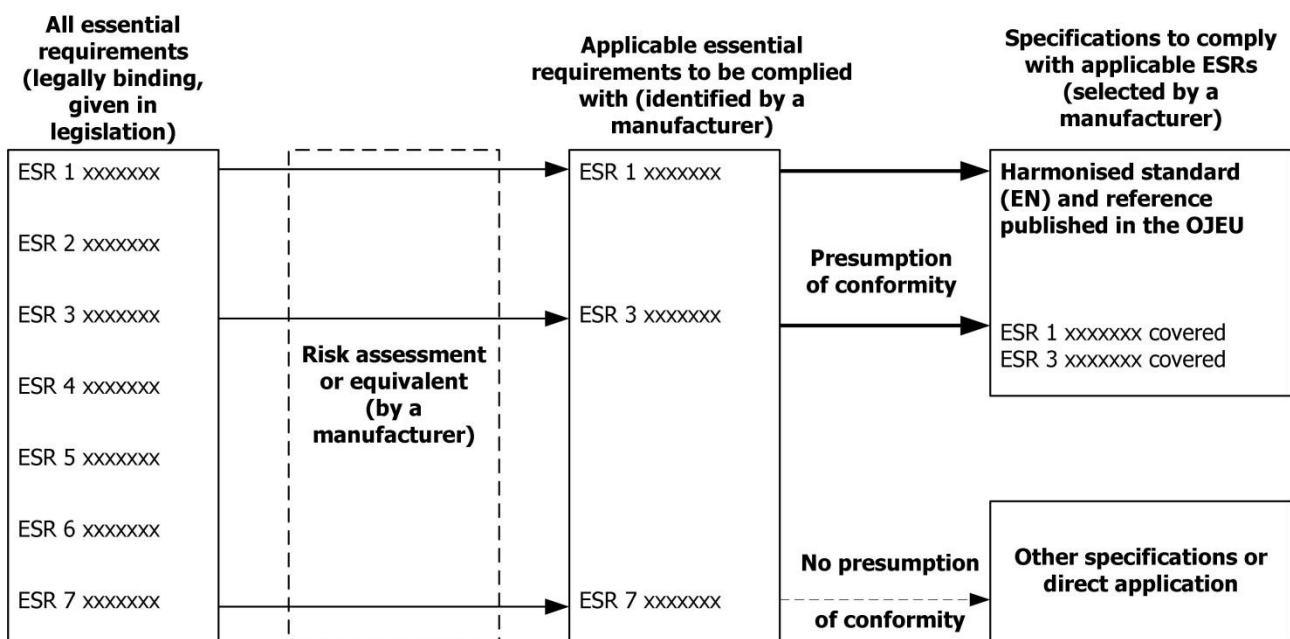 All essential
requirements
(legally binding,
given in
legislation)
ESR 1 xxxxxxx
ESR 2 xxxxxxx
ESR 3 xxxxxxx
ESR 4 xxxxxxx
ESR 5 xxxxxxx
ESR 6 xxxxxxx
ESR 7 xxxxxxx
Risk assessment
or equivalent
(by a
manufacturer)
Applicable essential
requirements to be complied
with (identified by a
manufacturer)
ESR 1 xxxxxxx
ESR 3 xxxxxxx
ESR 7 xxxxxxx
Presumption
of conformity
No presumption
of conformity
Specifications to comply
with applicable ESRs
(selected by a
manufacturer)
Harmonised standard
(EN) and reference
published in the OJEU
ESR 1 xxxxxxx covered
ESR 3 xxxxxxx covered
Other specifications or
direct application